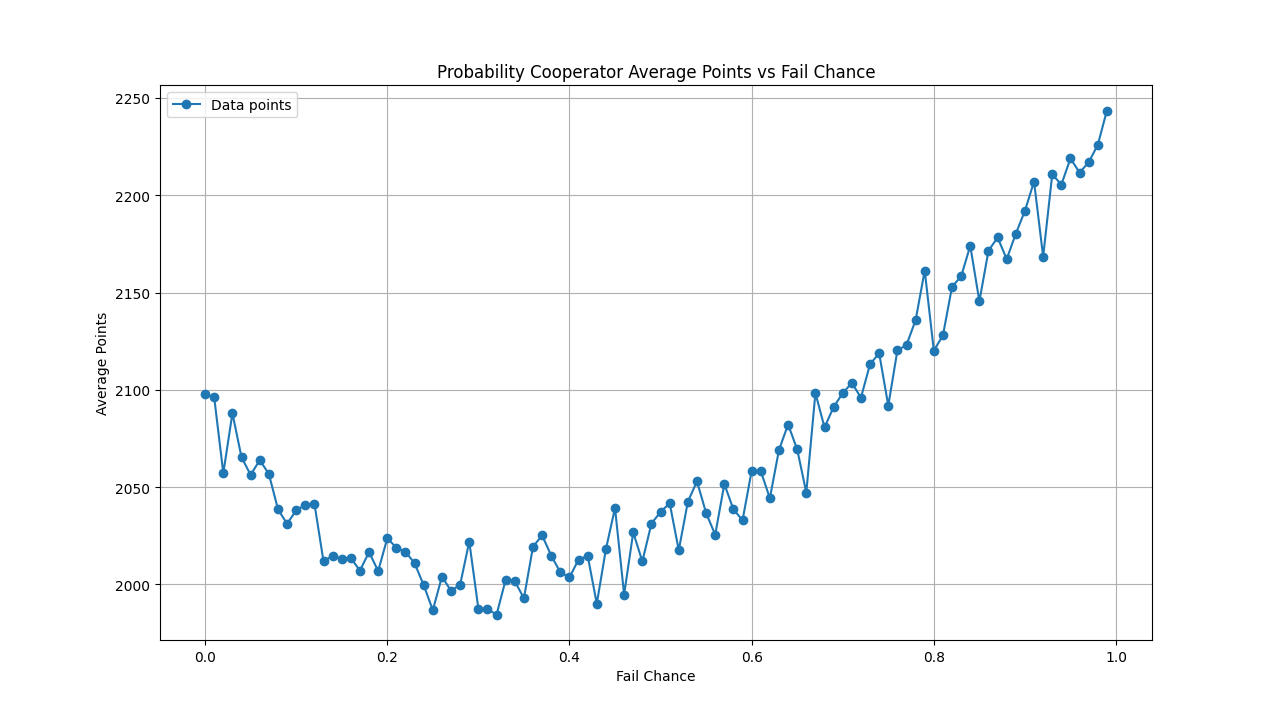 Probability Cooperator Average Points vs Fail Chance
Data points
2250
2200
2150
2100
2050
2000
Average Points
0.0 0.2 0.4 0.6 0.8 1.0
Fail Chance